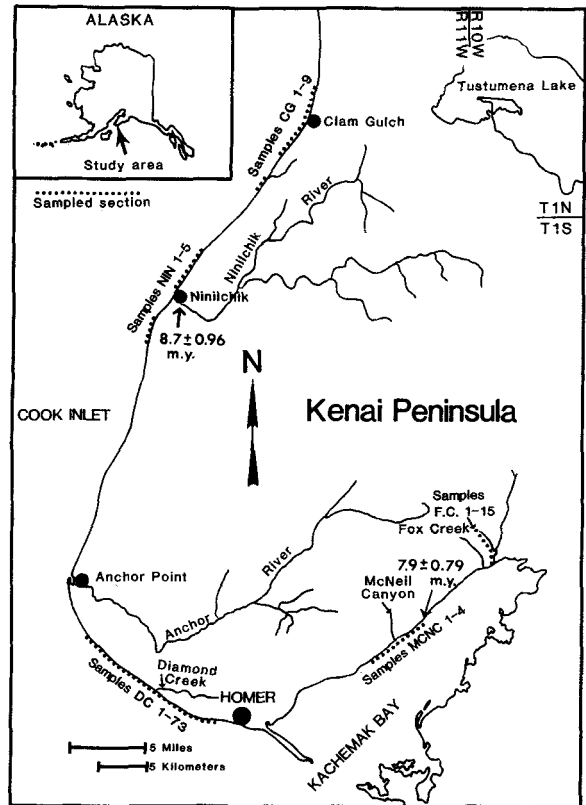 ALASKA
Study area
Sampled section
R10W
R11W
Tustumena Lake
T1N
T1S
Samples CG 1-9
Clam Gulch
Ninilchik River
Samples NIN 1-5
Ninilchik
8.7 ± 0.96
m.y.
N
COOK INLET
Kenai Peninsula
Samples
F.C. 1-15
Fox Creek
7.9 ± 0.79
m.y.
McNeil
Canyon
Anchor Point
Anchor River
Samples MCNC 1-4
Diamond
Creek
Samples DC 1-73
HOMER
KACHEMAK BAY
5 Miles
5 Kilometers